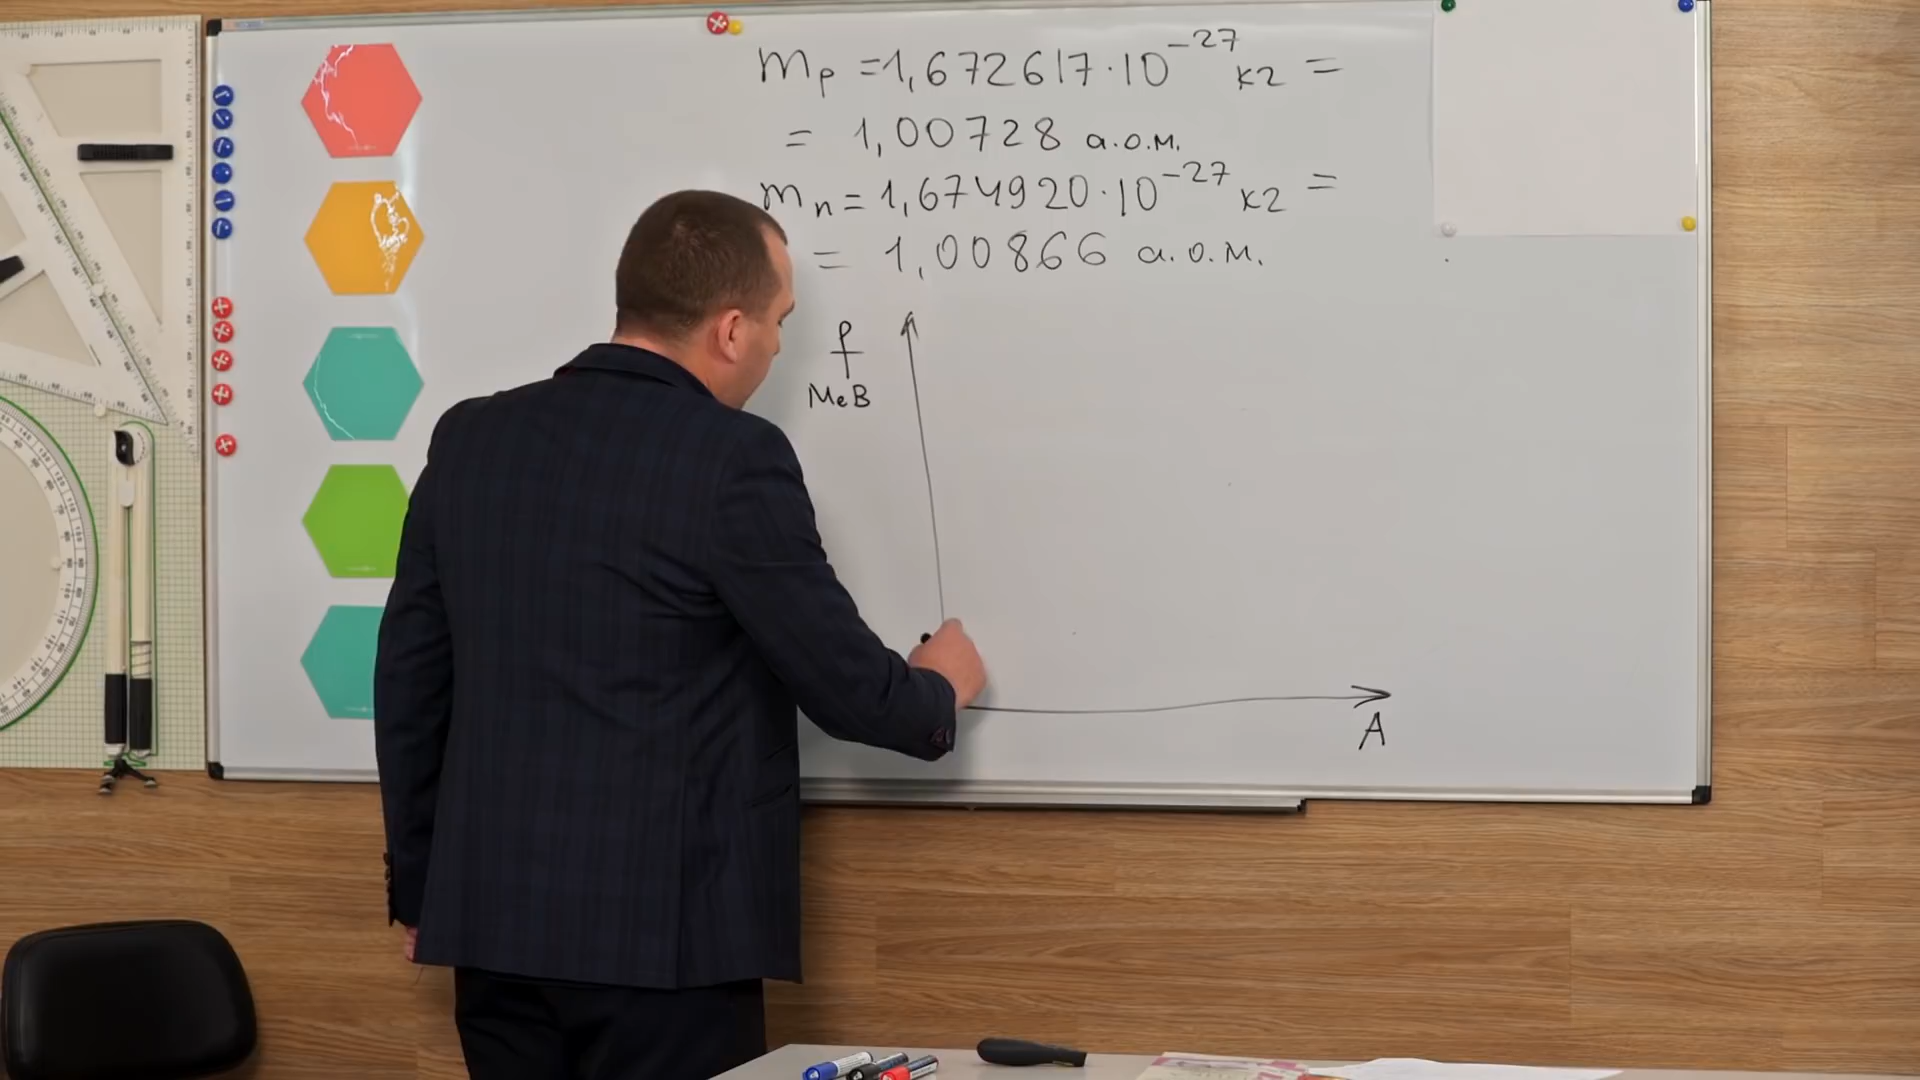 mp = 1,672617·10⁻²⁷ кг =
= 1,00728 а.о.м.
mn = 1,674920·10⁻²⁷ кг =
= 1,00866 а.о.м.
f
МеВ
A